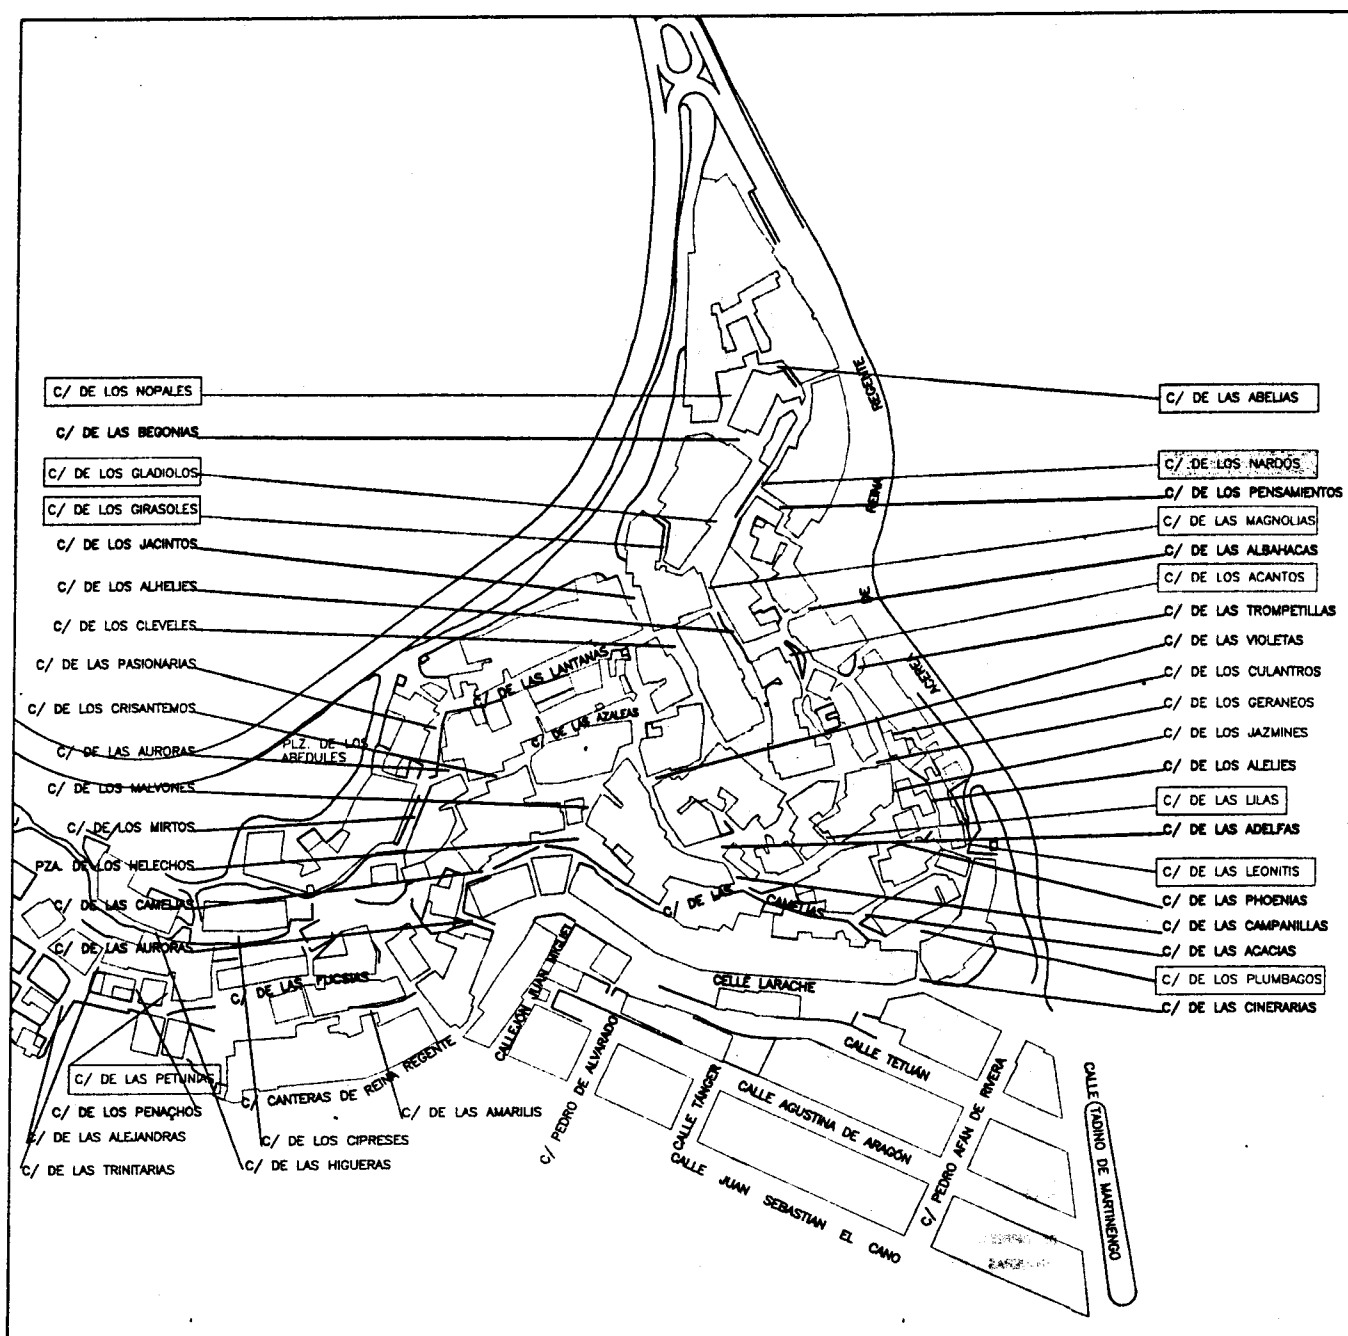 C/ DE LOS NOPALES
C/ DE LAS BEGONIAS
C/ DE LOS GLADIOLOS
C/ DE LOS GIRASOLES
C/ DE LOS JACINTOS
C/ DE LOS ALHELIES
C/ DE LOS CLEVELES
C/ DE LAS PASIONARIAS
C/ DE LOS CRISANTEMOS
C/ DE LAS AURORAS
C/ DE LOS MALVONES
C/ DE LOS MIRTOS
PZA. DE LOS HELECHOS
C/ DE LAS CAMELIAS
C/ DE LAS AURORAS
C/ DE LAS PETUNIAS
C/ DE LOS PENACHOS
C/ DE LAS ALEJANDRAS
C/ DE LAS TRINITARIAS
C/ DE LOS CIPRESES
C/ DE LAS HIGUERAS
C/ DE LAS AMARILIS
PLZ. DE LOS
ABEDULES
C/ DE LAS LANTANAS
C/ DE LAS AZALEAS
C/ DE LAS CAMELIAS
C/ DE LAS FUCSIAS
C/ CANTERAS DE REINA REGENTE
CALLEJÓN JUAN MIGUEL
C/ PEDRO DE ALVARADO
CELLE LARACHE
CALLE TETUÁN
CALLE TÁNGER
CALLE AGUSTINA DE ARAGÓN
CALLE JUAN SEBASTIAN EL CANO
C/ PEDRO AFÁN DE RIVERA
CALLE TADINO DE MARTINENGO
ACERA DE REINA REGENTE
C/ DE LAS ABELIAS
C/ DE LOS NARDOS
C/ DE LOS PENSAMIENTOS
C/ DE LAS MAGNOLIAS
C/ DE LAS ALBAHACAS
C/ DE LOS ACANTOS
C/ DE LAS TROMPETILLAS
C/ DE LAS VIOLETAS
C/ DE LOS CULANTROS
C/ DE LOS GERANEOS
C/ DE LOS JAZMINES
C/ DE LOS ALELIES
C/ DE LAS LILAS
C/ DE LAS ADELFAS
C/ DE LAS LEONITIS
C/ DE LAS PHOENIAS
C/ DE LAS CAMPANILLAS
C/ DE LAS ACACIAS
C/ DE LOS PLUMBAGOS
C/ DE LAS CINERARIAS